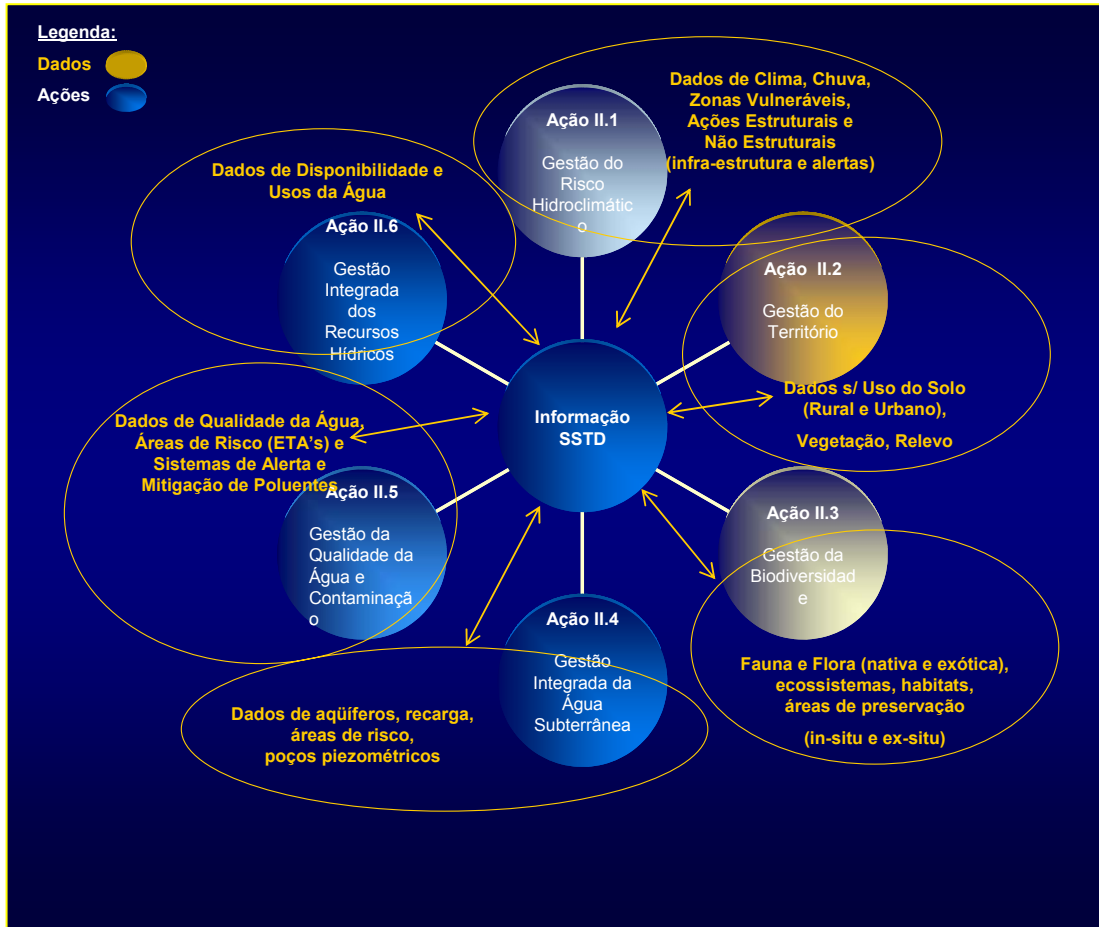 Legenda:
Dados
Ações
Ação II.1
Gestão do
Risco
Hidroclimátic
o
Dados de Clima, Chuva,
Zonas Vulneráveis,
Ações Estruturais e
Não Estruturais
(infra-estrutura e alertas)
Dados de Disponibilidade e
Usos da Água
Ação II.6
Gestão
Integrada
dos
Recursos
Hídricos
Ação  II.2
Gestão do
Território
Dados s/ Uso do Solo
(Rural e Urbano),
Vegetação, Relevo
Informação
SSTD
Dados de Qualidade da Água,
Áreas de Risco (ETA’s) e
Sistemas de Alerta e
Mitigação de Poluentes
Ação II.5
Gestão da
Qualidade da
Água e
Contaminaçã
o
Ação II.3
Gestão da
Biodiversidad
e
Ação II.4
Gestão
Integrada da
Água
Subterrânea
Fauna e Flora (nativa e exótica),
ecossistemas, habitats,
áreas de preservação
(in-situ e ex-situ)
Dados de aqüíferos, recarga,
áreas de risco,
poços piezométricos